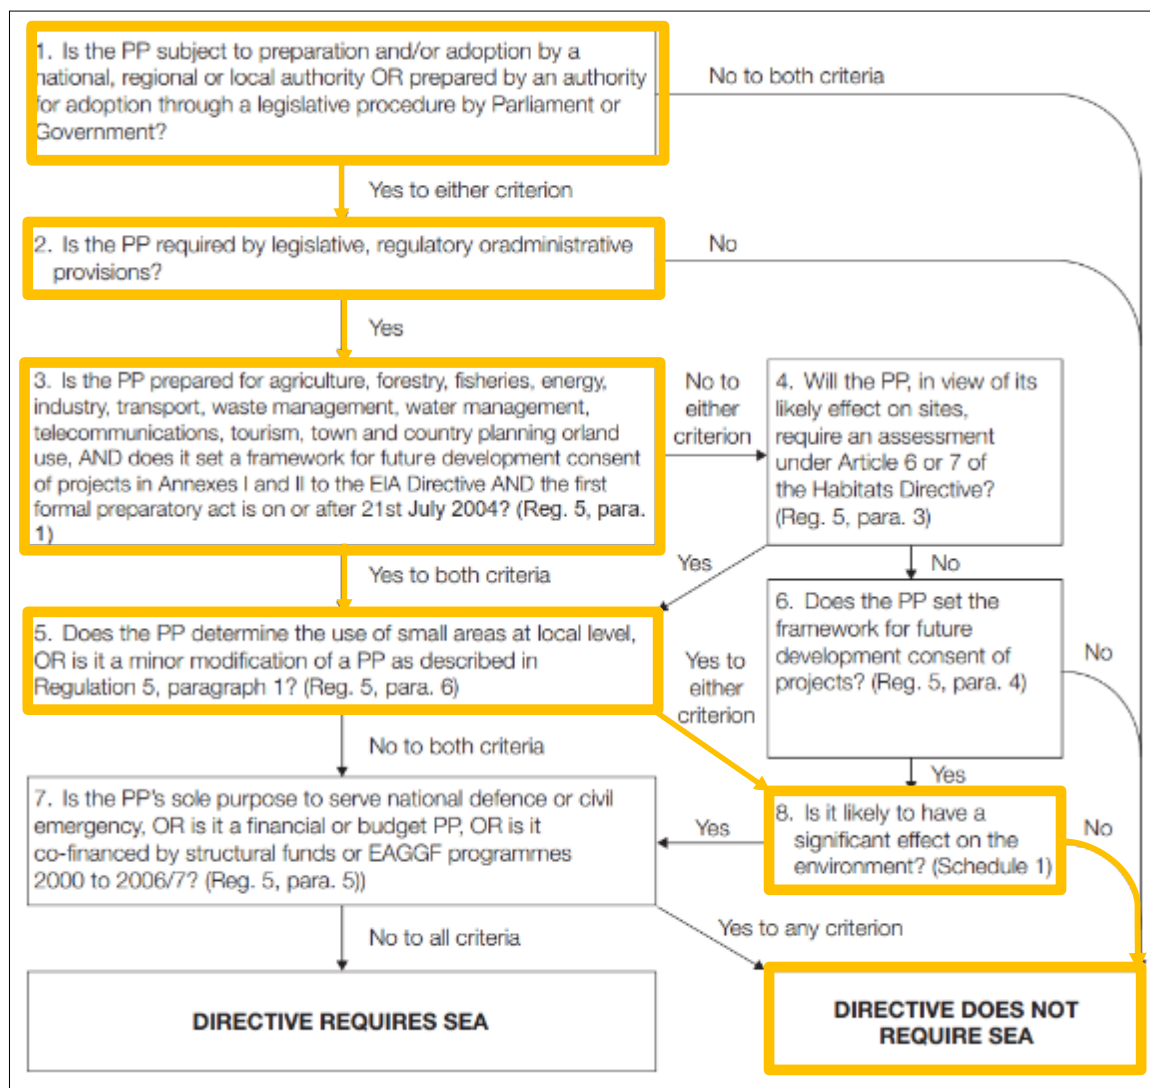 1. Is the PP subject to preparation and/or adoption by a
national, regional or local authority OR prepared by an authority
for adoption through a legislative procedure by Parliament or
Government?
No to both criteria
Yes to either criterion
2. Is the PP required by legislative, regulatory oradministrative
provisions?
No
Yes
3. Is the PP prepared for agriculture, forestry, fisheries, energy,
industry, transport, waste management, water management,
telecommunications, tourism, town and country planning orland
use, AND does it set a framework for future development consent
of projects in Annexes I and II to the EIA Directive AND the first
formal preparatory act is on or after 21st July 2004? (Reg. 5, para.
1)
No to
either
criterion
4. Will the PP, in view of its
likely effect on sites,
require an assessment
under Article 6 or 7 of
the Habitats Directive?
(Reg. 5, para. 3)
Yes to both criteria
Yes
No
5. Does the PP determine the use of small areas at local level,
OR is it a minor modification of a PP as described in
Regulation 5, paragraph 1? (Reg. 5, para. 6)
Yes to
either
criterion
6. Does the PP set the
framework for future
development consent of
projects? (Reg. 5, para. 4)
No
No to both criteria
Yes
7. Is the PP's sole purpose to serve national defence or civil
emergency, OR is it a financial or budget PP, OR is it
co-financed by structural funds or EAGGF programmes
2000 to 2006/7? (Reg. 5, para. 5))
Yes
8. Is it likely to have a
significant effect on the
environment? (Schedule 1)
No
No to all criteria
Yes to any criterion
DIRECTIVE REQUIRES SEA
DIRECTIVE DOES NOT
REQUIRE SEA